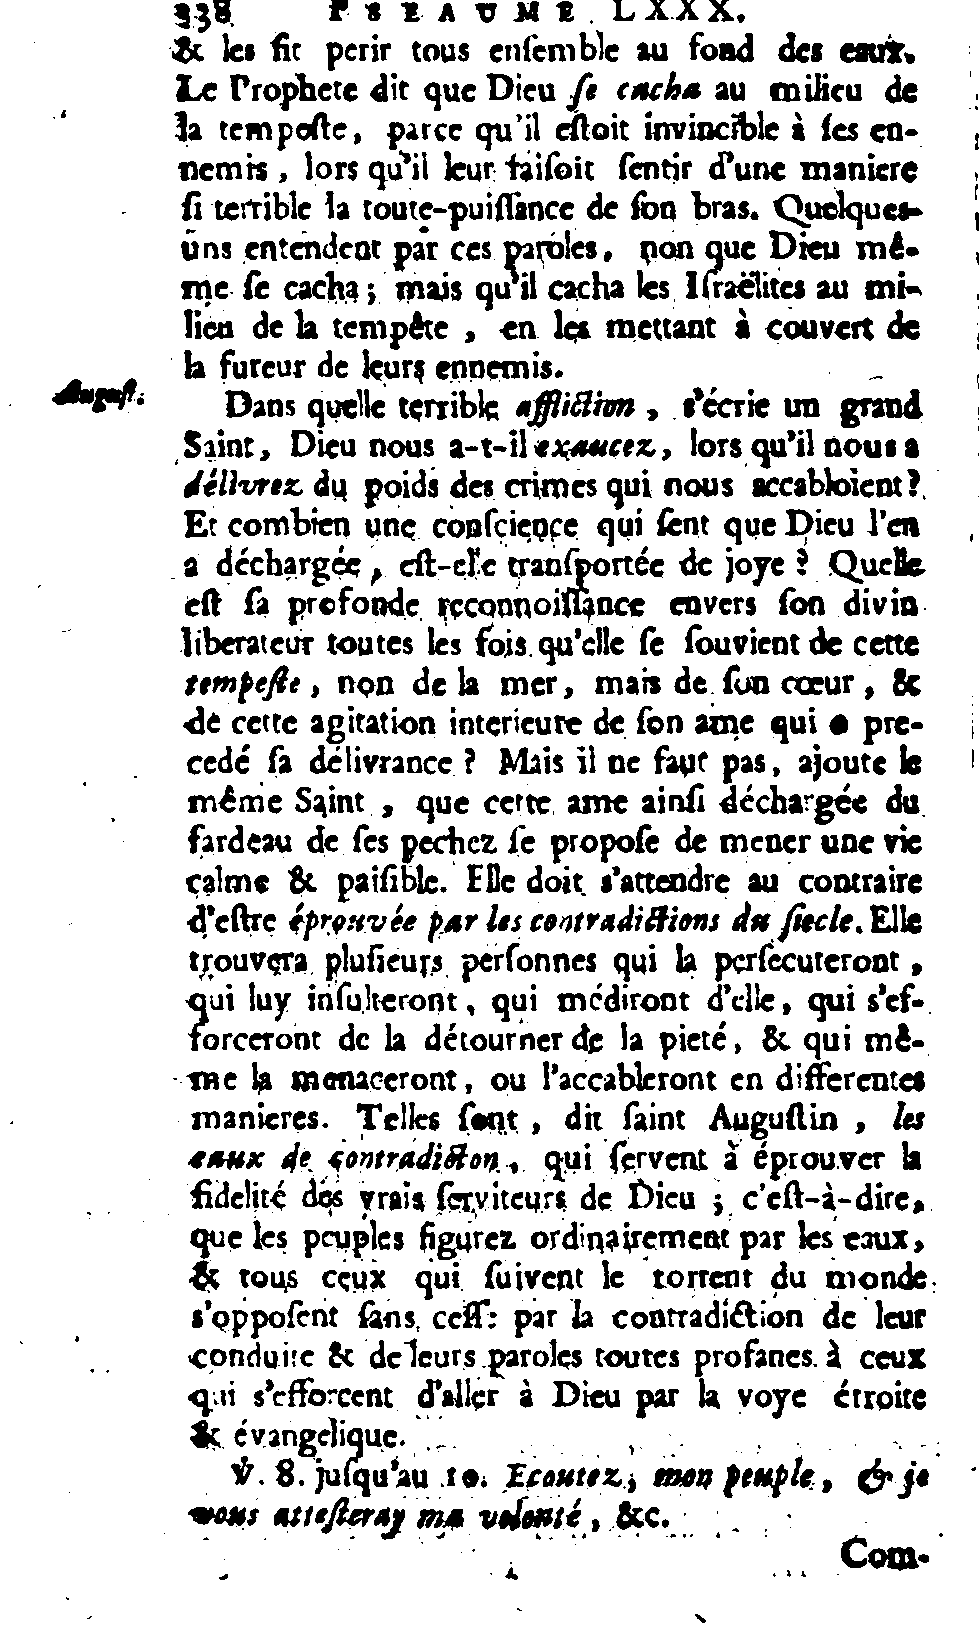 338 PSEAUME LXXX.
& les fit perir tous enſemble au fond des eaux.
Le Prophete dit que Dieu ſe cacha au milieu de
la tempeſte, parce qu'il eſtoit invincible à ſes en-
nemis, lors qu'il leur faiſoit ſentir d'une maniere
ſi terrible la toute-puiſſance de ſon bras. Quelques-
uns entendent par ces paroles, non que Dieu mê-
me ſe cacha; mais qu'il cacha les Iſraëlites au mi-
lieu de la tempête, en les mettant à couvert de
la fureur de leurs ennemis.
Auguſt.
Dans quelle terrible affliction, s'écrie un grand
Saint, Dieu nous a-t-il exaucez, lors qu'il nous a
délivrez du poids des crimes qui nous accabloient?
Et combien une conſcience qui ſent que Dieu l'en
a déchargée, eſt-elle tranſportée de joye? Quelle
eſt ſa profonde reconnoiſſance envers ſon divin
liberateur toutes les fois qu'elle ſe ſouvient de cette
tempeſte, non de la mer, mais de ſon cœur, &
de cette agitation interieure de ſon ame qui a pre-
cedé ſa délivrance? Mais il ne faut pas, ajoute le
même Saint, que cette ame ainſi déchargée du
fardeau de ſes pechez ſe propoſe de mener une vie
calme & paiſible. Elle doit s'attendre au contraire
d'eſtre éprouvée par les contradictions du ſiecle. Elle
trouvera pluſieurs perſonnes qui la perſecuteront,
qui luy inſulteront, qui médiront d'elle, qui s'ef-
forceront de la détourner de la pieté, & qui mê-
me la menaceront, ou l'accableront en differentes
manieres. Telles ſont, dit ſaint Auguſtin, les
eaux de contradiction, qui ſervent à éprouver la
fidelité des vrais ſerviteurs de Dieu; c'eſt-à-dire,
que les peuples figurez ordinairement par les eaux,
& tous ceux qui ſuivent le torrent du monde
s'oppoſent ſans ceſſe par la contradiction de leur
conduite & de leurs paroles toutes profanes à ceux
qui s'efforcent d'aller à Dieu par la voye étroite
& évangelique.
℣. 8. juſqu'au 10. Ecoutez, mon peuple, & je
vous atteſteray ma volonté, &c.
Com-